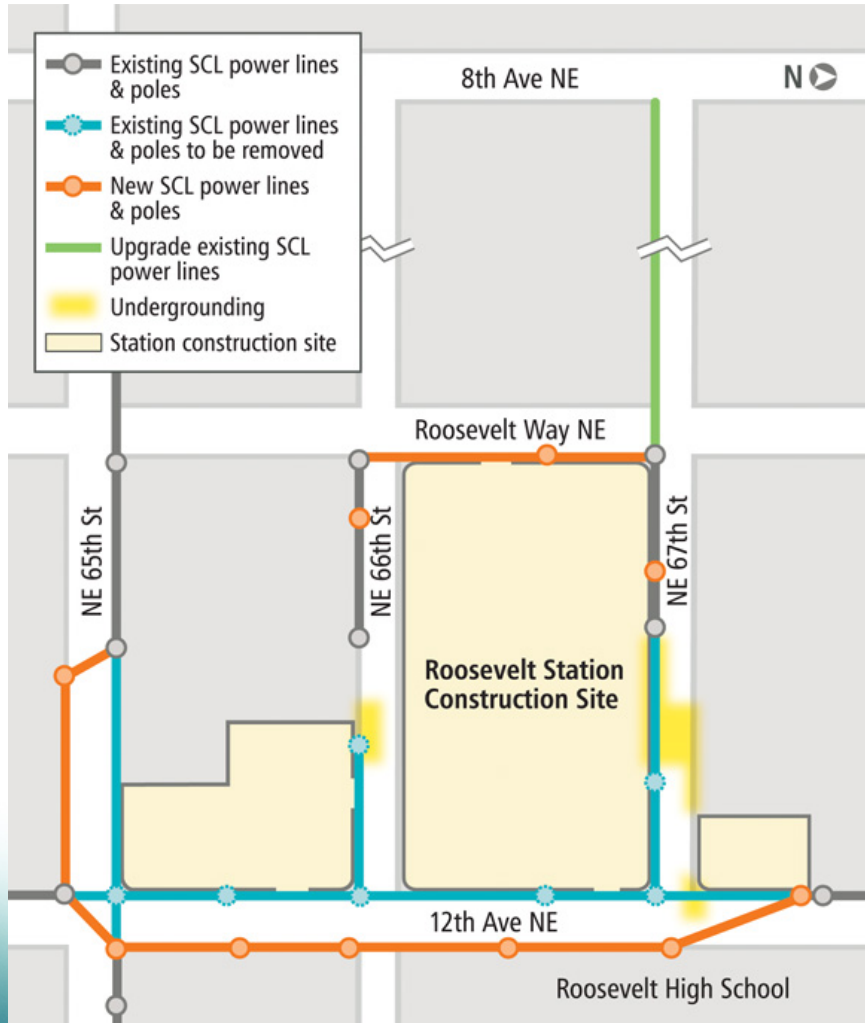 Existing SCL power lines
& poles
Existing SCL power lines
& poles to be removed
New SCL power lines
& poles
Upgrade existing SCL
power lines
Undergrounding
Station construction site
8th Ave NE
N
Roosevelt Way NE
NE 65th St
NE 66th St
NE 67th St
Roosevelt Station
Construction Site
12th Ave NE
Roosevelt High School